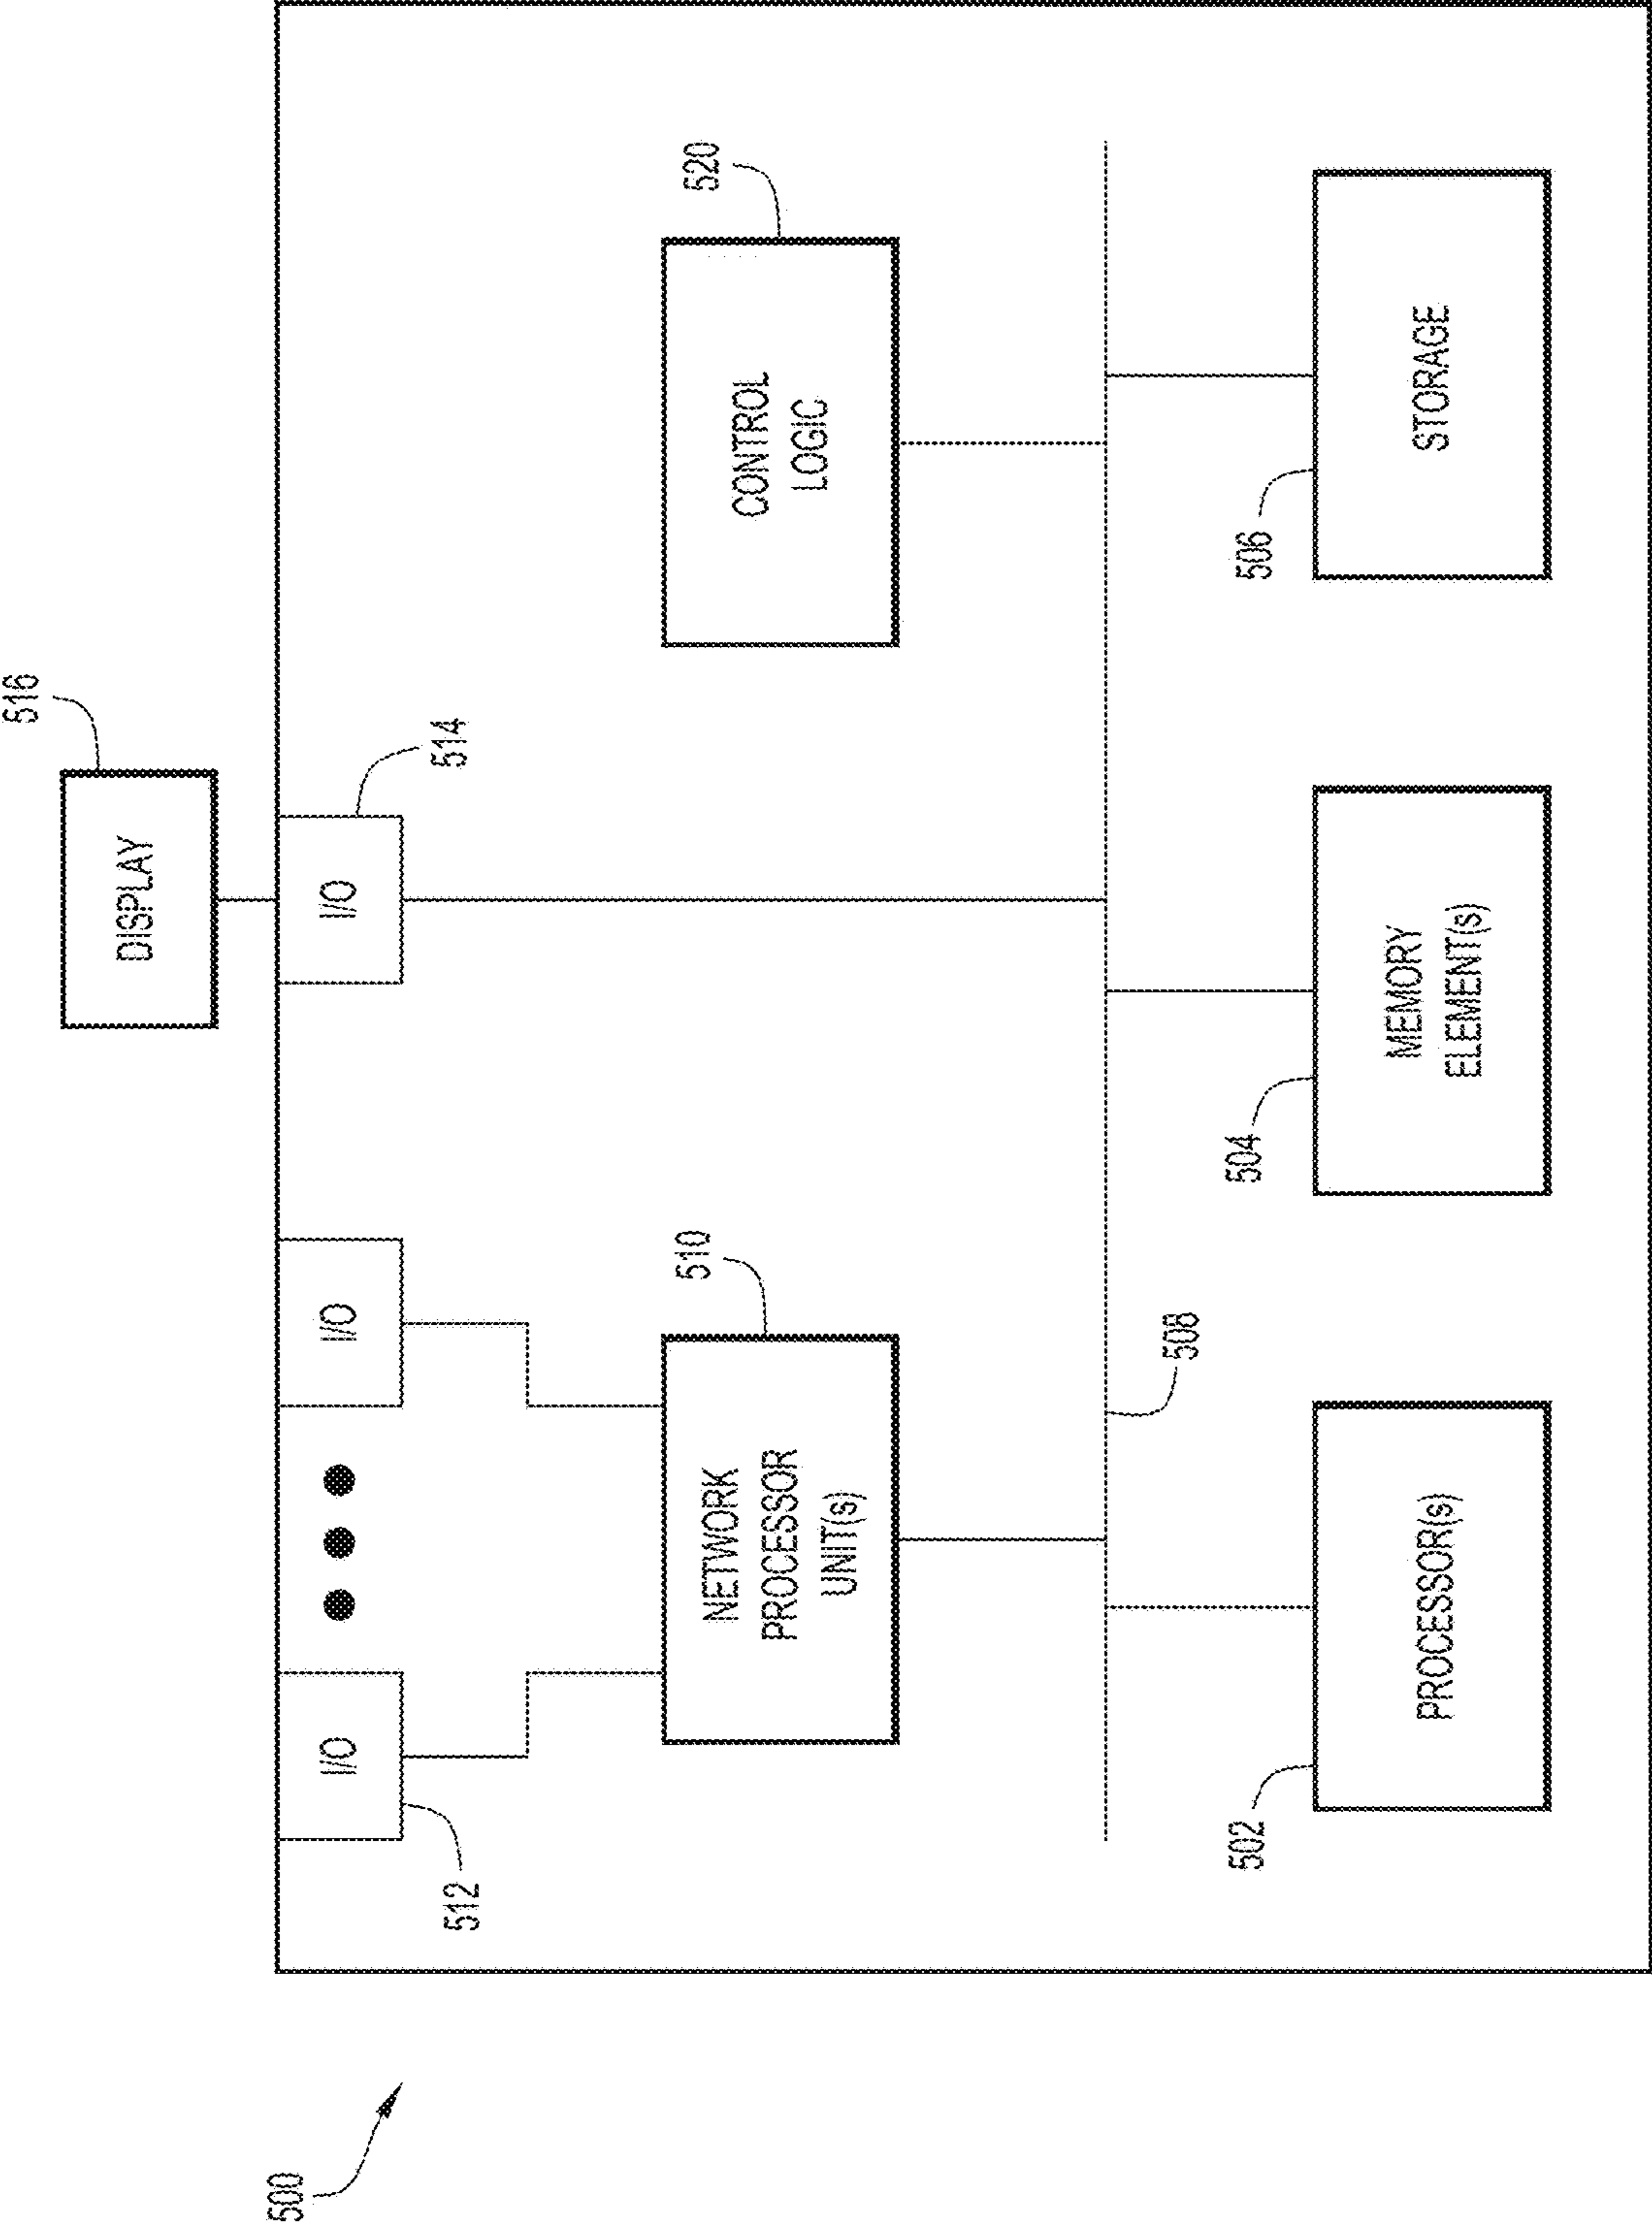 500
516
DISPLAY
512
I/O
I/O
I/O
514
510
NETWORK
PROCESSOR
UNIT(s)
520
CONTROL
LOGIC
508
502
PROCESSOR(s)
504
MEMORY
ELEMENT(s)
506
STORAGE